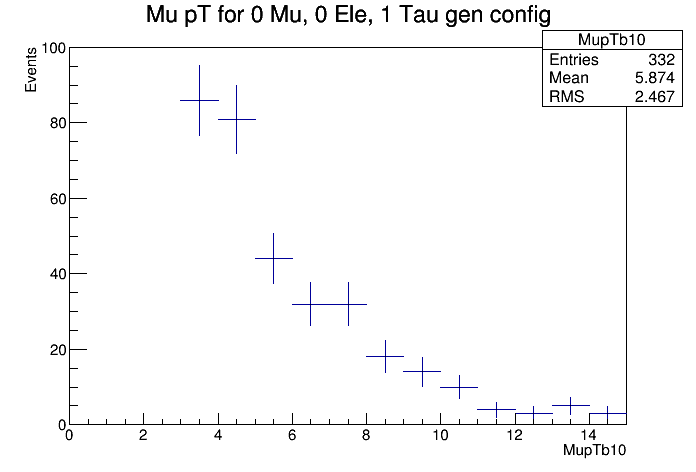 Mu pT for 0 Mu, 0 Ele, 1 Tau gen config
MupTb10
Entries 332
Mean 5.874
RMS 2.467
Events
100
80
60
40
20
0
0 2 4 6 8 10 12 14
MupTb10